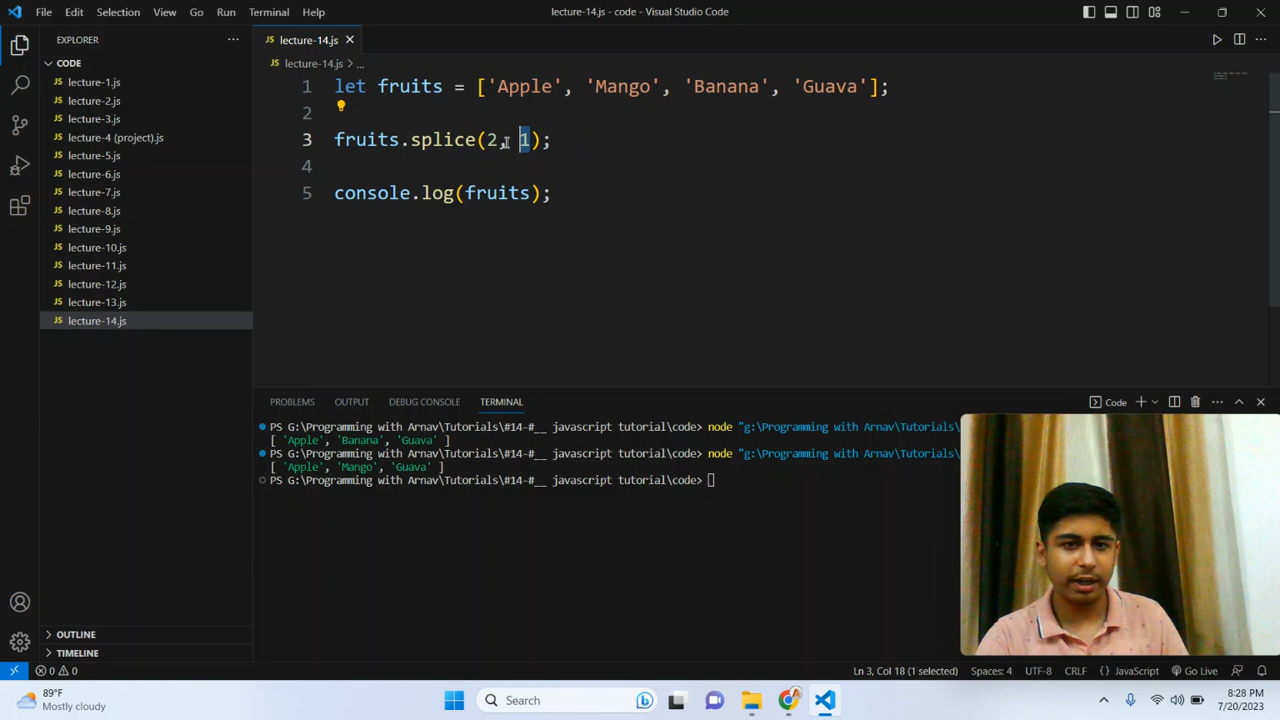 File Edit Selection View Go Run Terminal Help
lecture-14.js - code - Visual Studio Code
EXPLORER
CODE
lecture-1.js
lecture-2.js
lecture-3.js
lecture-4 (project).js
lecture-5.js
lecture-6.js
lecture-7.js
lecture-8.js
lecture-9.js
lecture-10.js
lecture-11.js
lecture-12.js
lecture-13.js
lecture-14.js
OUTLINE
TIMELINE
JS lecture-14.js
JS lecture-14.js > ...
1 let fruits = ['Apple', 'Mango', 'Banana', 'Guava'];
2
3 fruits.splice(2, 1);
4
5 console.log(fruits);
PROBLEMS OUTPUT DEBUG CONSOLE TERMINAL
Code
PS G:\Programming with Arnav\Tutorials\#14-#__ javascript tutorial\code> node "g:\Programming with Arnav\Tutorials\
[ 'Apple', 'Banana', 'Guava' ]
PS G:\Programming with Arnav\Tutorials\#14-#__ javascript tutorial\code> node "g:\Programming with Arnav\Tutorials\
[ 'Apple', 'Mango', 'Guava' ]
PS G:\Programming with Arnav\Tutorials\#14-#__ javascript tutorial\code>
0 0 Ln 3, Col 18 (1 selected) Spaces: 4 UTF-8 CRLF {} JavaScript Go Live
89°F
Mostly cloudy
Search
8:28 PM
7/20/2023